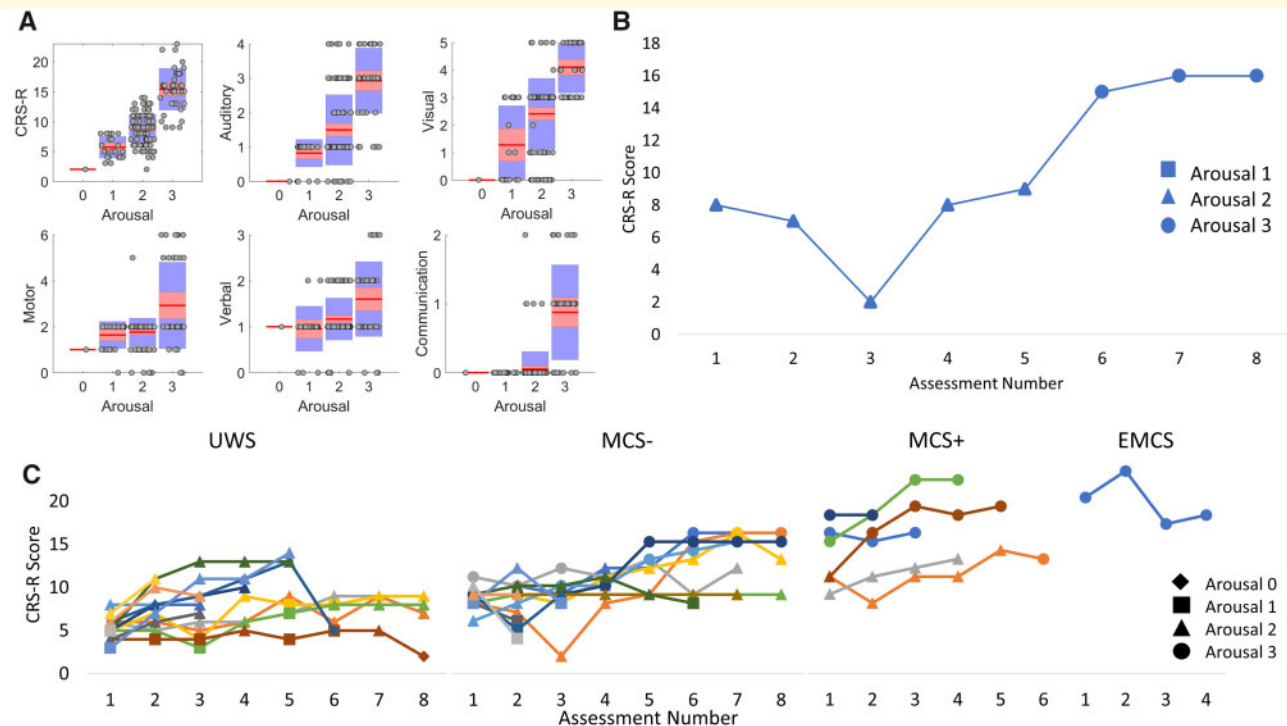 A
CRS-R
20
15
10
5
0
0 1 2 3
Arousal
Auditory
4
3
2
1
0
0 1 2 3
Arousal
Visual
5
4
3
2
1
0
0 1 2 3
Arousal
Motor
6
4
2
0
0 1 2 3
Arousal
Verbal
3
2
1
0
0 1 2 3
Arousal
Communication
2
1
0
0 1 2 3
Arousal
B
CRS-R Score
18
16
14
12
10
8
6
4
2
0
1 2 3 4 5 6 7 8
Assessment Number
Arousal 1
Arousal 2
Arousal 3
UWS
MCS-
MCS+
EMCS
C
CRS-R Score
20
15
10
5
0
1 2 3 4 5 6 7 8
1 2 3 4 5 6 7 8
1 2 3 4 5 6
1 2 3 4
Assessment Number
Arousal 0
Arousal 1
Arousal 2
Arousal 3